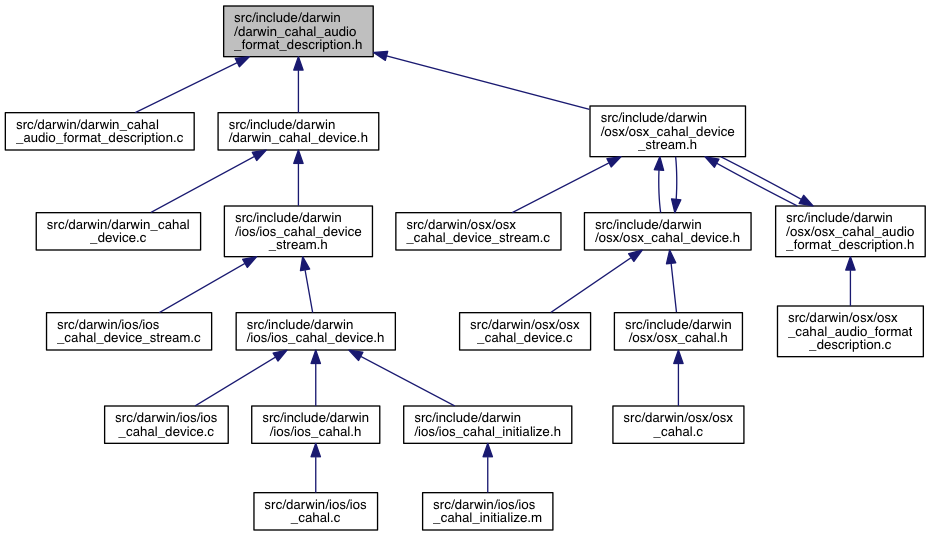 src/include/darwin
/darwin_cahal_audio
_format_description.h
src/darwin/darwin_cahal
_audio_format_description.c
src/include/darwin
/darwin_cahal_device.h
src/include/darwin
/osx/osx_cahal_device
_stream.h
src/darwin/darwin_cahal
_device.c
src/include/darwin
/ios/ios_cahal_device
_stream.h
src/darwin/osx/osx
_cahal_device_stream.c
src/include/darwin
/osx/osx_cahal_device.h
src/include/darwin
/osx/osx_cahal_audio
_format_description.h
src/darwin/ios/ios
_cahal_device_stream.c
src/include/darwin
/ios/ios_cahal_device.h
src/darwin/osx/osx
_cahal_device.c
src/include/darwin
/osx/osx_cahal.h
src/darwin/osx/osx
_cahal_audio_format
_description.c
src/darwin/ios/ios
_cahal_device.c
src/include/darwin
/ios/ios_cahal.h
src/include/darwin
/ios/ios_cahal_initialize.h
src/darwin/osx/osx
_cahal.c
src/darwin/ios/ios
_cahal.c
src/darwin/ios/ios
_cahal_initialize.m